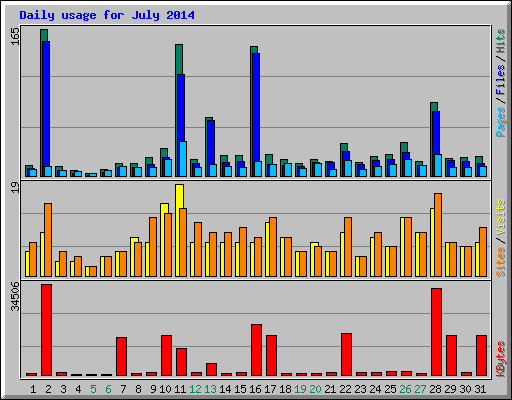 Daily usage for July 2014
165
Pages / Files / Hits
19
Sites / Visits
34506
KBytes
1 2 3 4 5 6 7 8 9 10 11 12 13 14 15 16 17 18 19 20 21 22 23 24 25 26 27 28 29 30 31